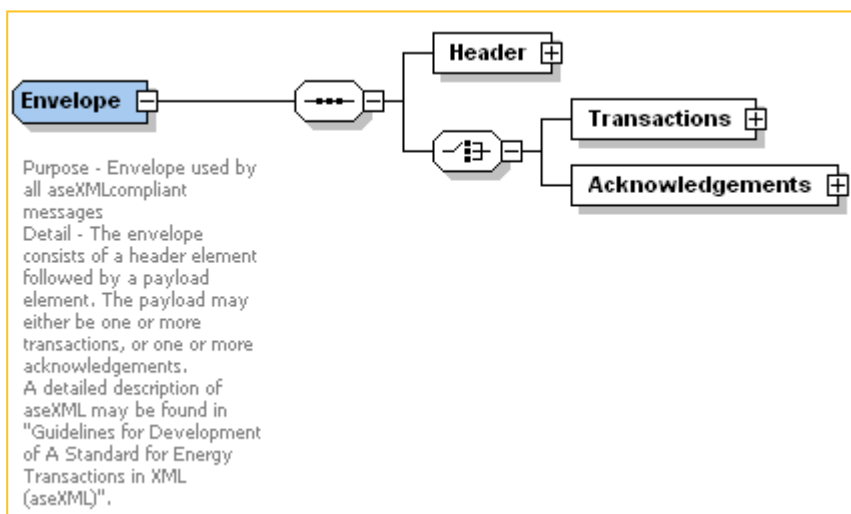 Header
Envelope
Transactions
Acknowledgements
Purpose - Envelope used by
all aseXMLcompliant
messages
Detail - The envelope
consists of a header element
followed by a payload
element. The payload may
either be one or more
transactions, or one or more
acknowledgements.
A detailed description of
aseXML may be found in
"Guidelines for Development
of A Standard for Energy
Transactions in XML
(aseXML)".